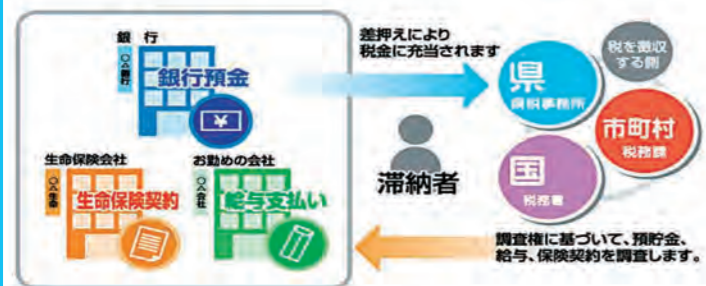 銀 行
○△銀行
銀行預金
¥
生命保険会社
○△生命
生命保険契約
お勤めの会社
○△会社
給与支払い
差押えにより
税金に充当されます
滞納者
県
県税事務所
税を徴収
する側
市町村
税務課
国
税務署
調査権に基づいて、預貯金、
給与、保険契約を調査します。